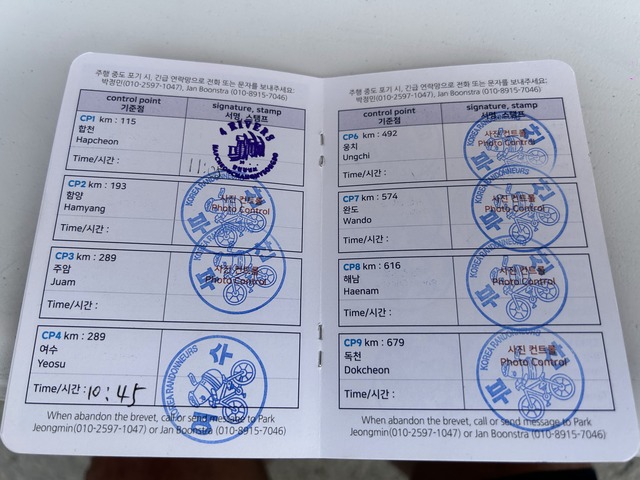 주행 중도 포기 시, 긴급 연락망으로 전화 또는 문자를 보내주세요:
박정민(010-2597-1047), Jan Boonstra (010-8915-7046)
control point
기준점
signature, stamp
서명, 스탬프
CP1 km : 115
합천
Hapcheon
Time/시간 :
4 RIVERS
CP2 km : 193
함양
Hamyang
Time/시간 :
사진 컨트롤
Photo Control
KOREA RANDONNEURS
CP3 km : 289
주암
Juam
Time/시간 :
사진 컨트롤
Photo Control
CP4 km : 289
여수
Yeosu
Time/시간 : 10:45
KOREA RANDONNEURS
When abandon the brevet, call or send message to Park
Jeongmin(010-2597-1047) or Jan Boonstra (010-8915-7046)
주행 중도 포기 시, 긴급 연락망으로 전화 또는 문자를 보내주세요:
박정민(010-2597-1047), Jan Boonstra (010-8915-7046)
control point
기준점
signature, stamp
서명, 스탬프
CP6 km : 492
웅치
Ungchi
Time/시간 :
사진 컨트롤
Photo Control
CP7 km : 574
완도
Wando
Time/시간 :
사진 컨트롤
Photo Control
KOREA RANDONNEURS
CP8 km : 616
해남
Haenam
Time/시간 :
사진 컨트롤
Photo Control
CP9 km : 679
독천
Dokcheon
Time/시간 :
사진 컨트롤
Photo Control
KOREA RANDONNEURS
When abandon the brevet, call or send message to Park
Jeongmin(010-2597-1047) or Jan Boonstra (010-8915-7046)